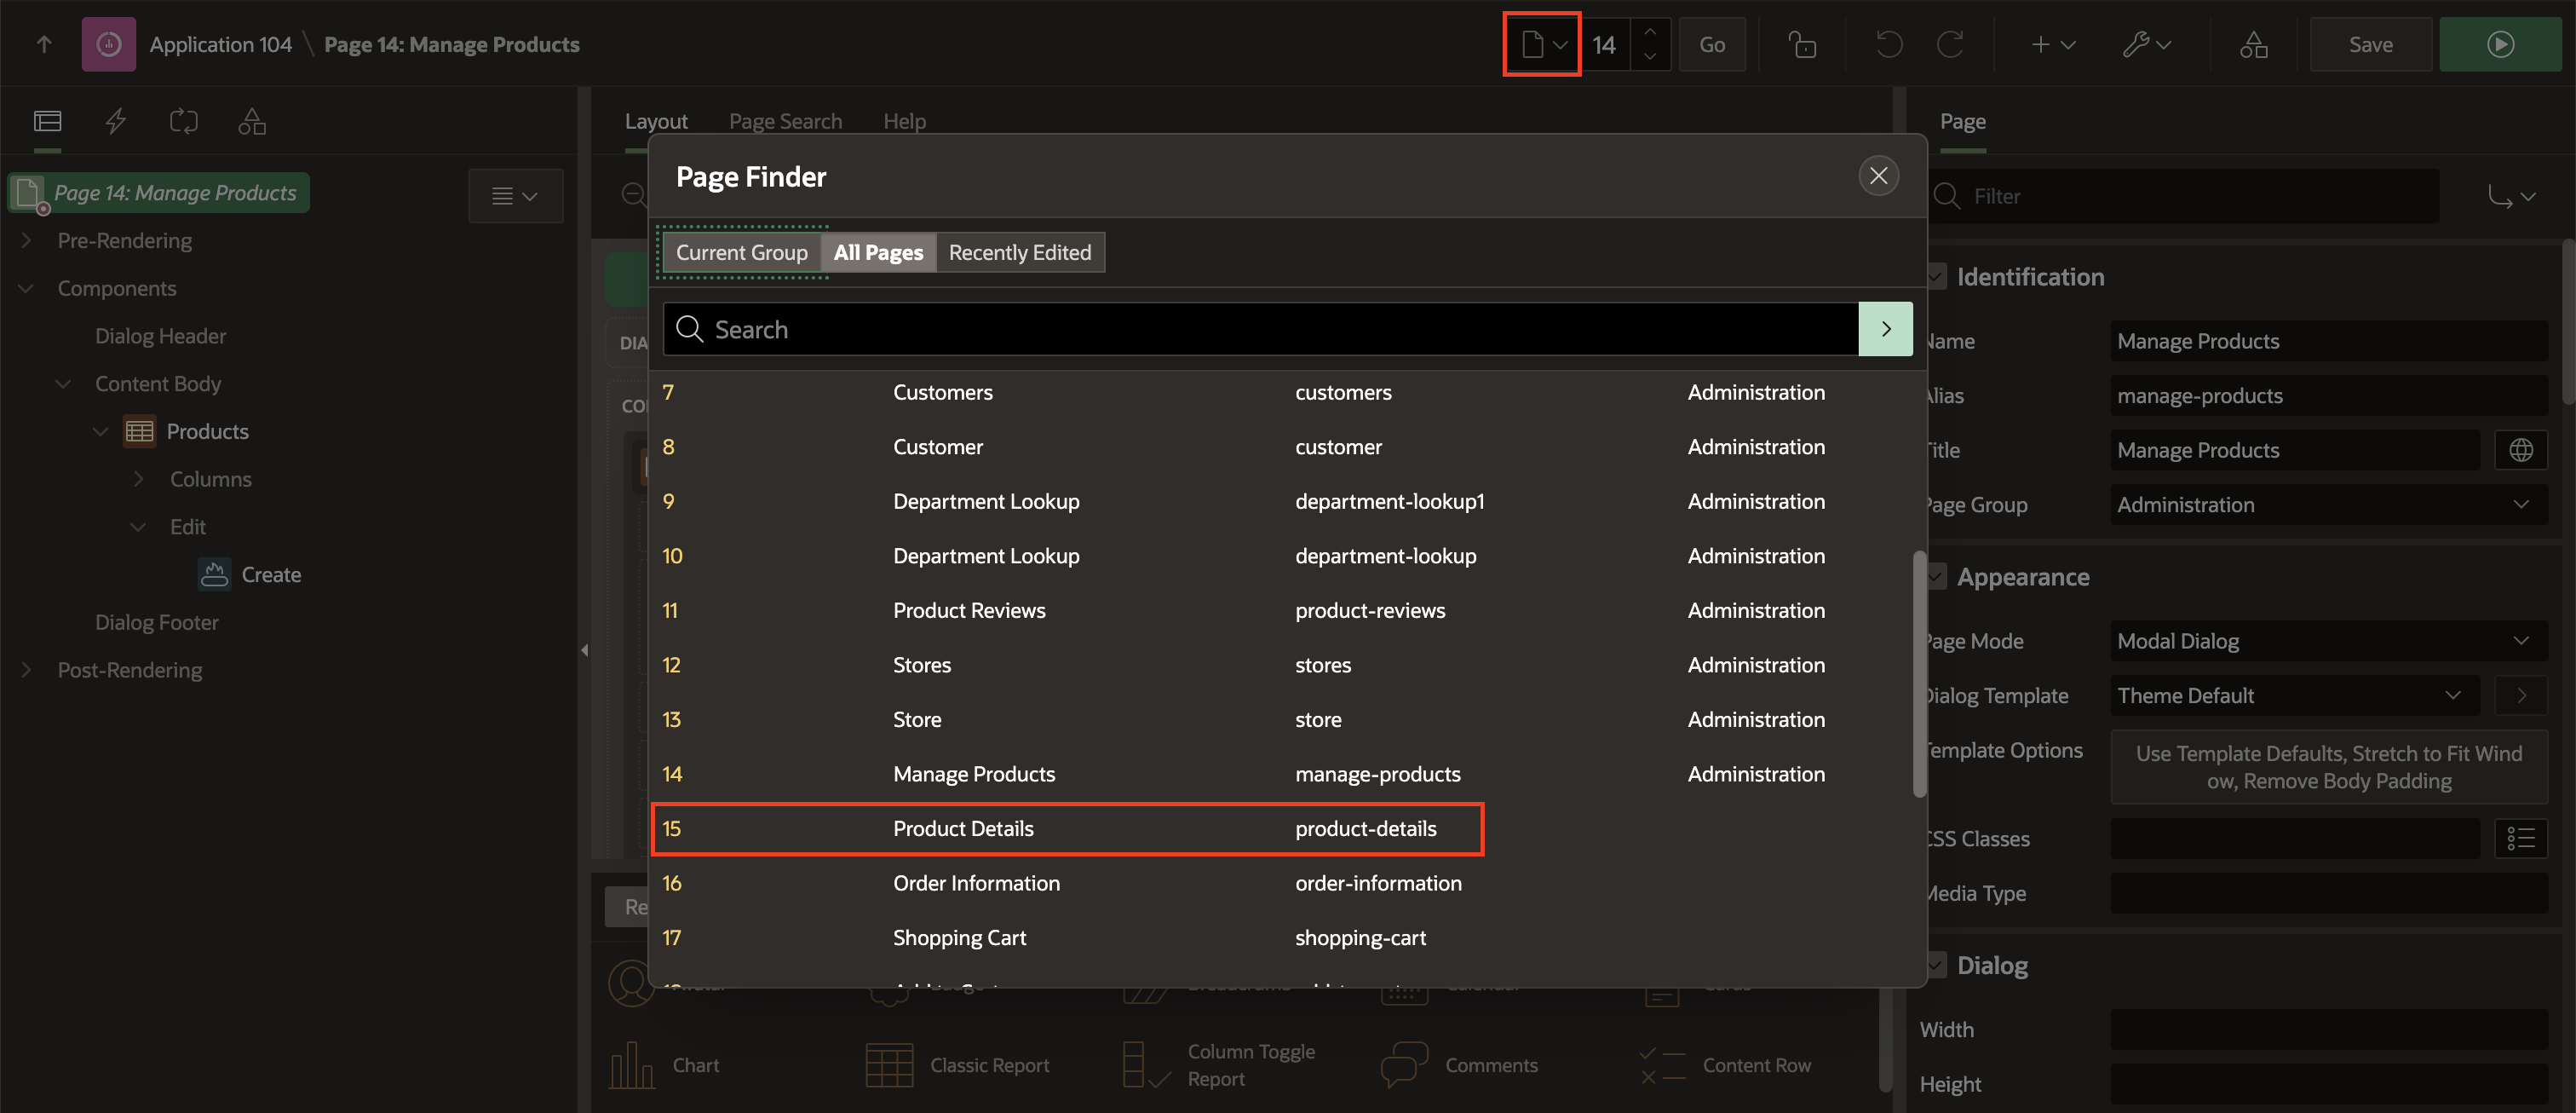 Application 104 \ Page 14: Manage Products
14
Go
Save
Layout
Page Search
Help
Page
Page 14: Manage Products
Pre-Rendering
Components
Dialog Header
Content Body
Products
Columns
Edit
Create
Dialog Footer
Post-Rendering
Page Finder
Current Group
All Pages
Recently Edited
Search
7 Customers customers Administration
8 Customer customer Administration
9 Department Lookup department-lookup1 Administration
10 Department Lookup department-lookup Administration
11 Product Reviews product-reviews Administration
12 Stores stores Administration
13 Store store Administration
14 Manage Products manage-products Administration
15 Product Details product-details
16 Order Information order-information
17 Shopping Cart shopping-cart
DIA
CO
Re
Chart
Classic Report
Column Toggle
Report
Comments
Content Row
Filter
Identification
Name Manage Products
Alias manage-products
Title Manage Products
Page Group Administration
Appearance
Page Mode Modal Dialog
Dialog Template Theme Default
Template Options Use Template Defaults, Stretch to Fit Wind
ow, Remove Body Padding
CSS Classes
Media Type
Dialog
Width
Height